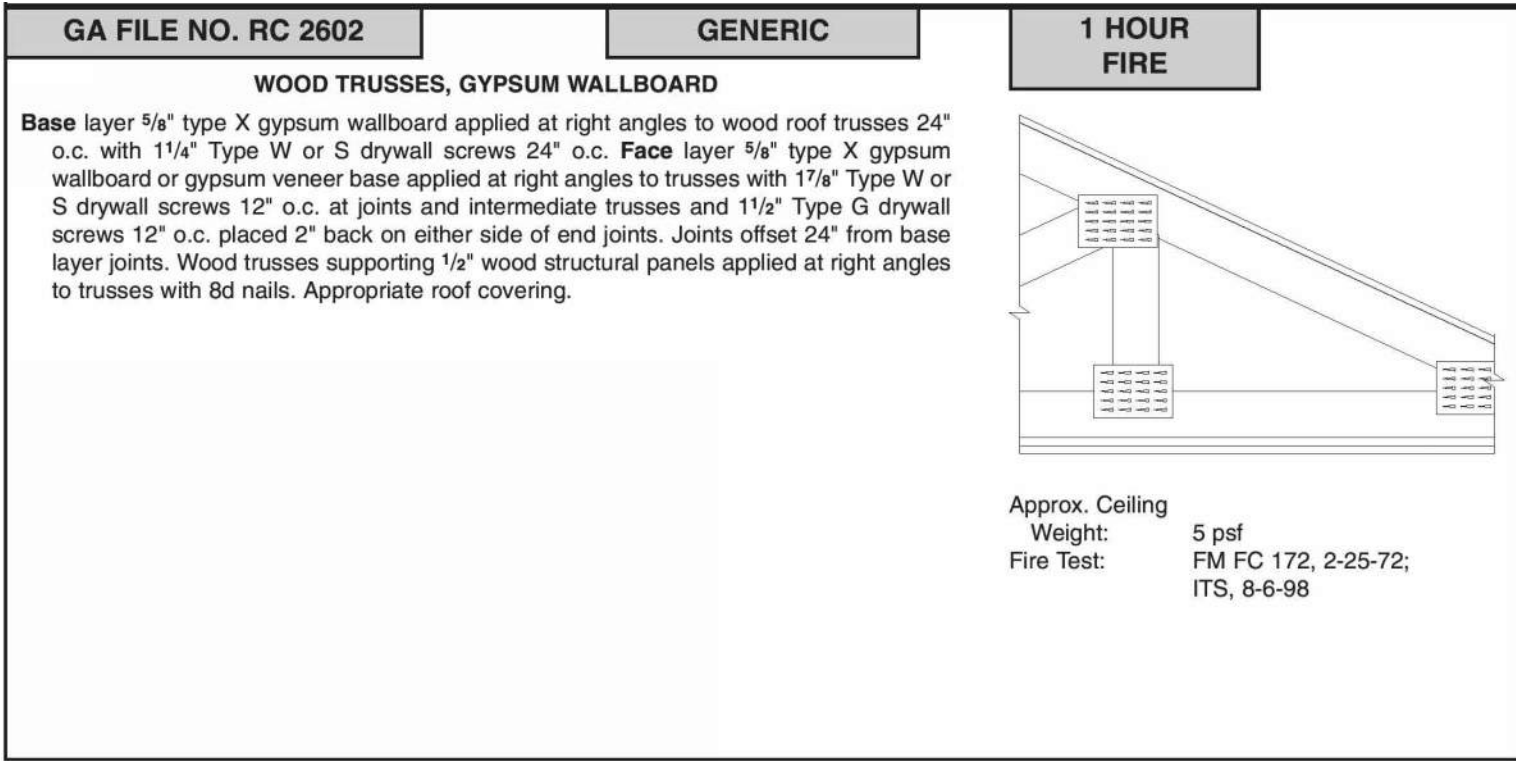 GA FILE NO. RC 2602
GENERIC
1 HOUR
FIRE
WOOD TRUSSES, GYPSUM WALLBOARD
Base layer 5/8" type X gypsum wallboard applied at right angles to wood roof trusses 24"
o.c. with 11/4" Type W or S drywall screws 24" o.c. Face layer 5/8" type X gypsum
wallboard or gypsum veneer base applied at right angles to trusses with 17/8" Type W or
S drywall screws 12" o.c. at joints and intermediate trusses and 11/2" Type G drywall
screws 12" o.c. placed 2" back on either side of end joints. Joints offset 24" from base
layer joints. Wood trusses supporting 1/2" wood structural panels applied at right angles
to trusses with 8d nails. Appropriate roof covering.
Approx. Ceiling
Weight: 5 psf
Fire Test: FM FC 172, 2-25-72;
ITS, 8-6-98